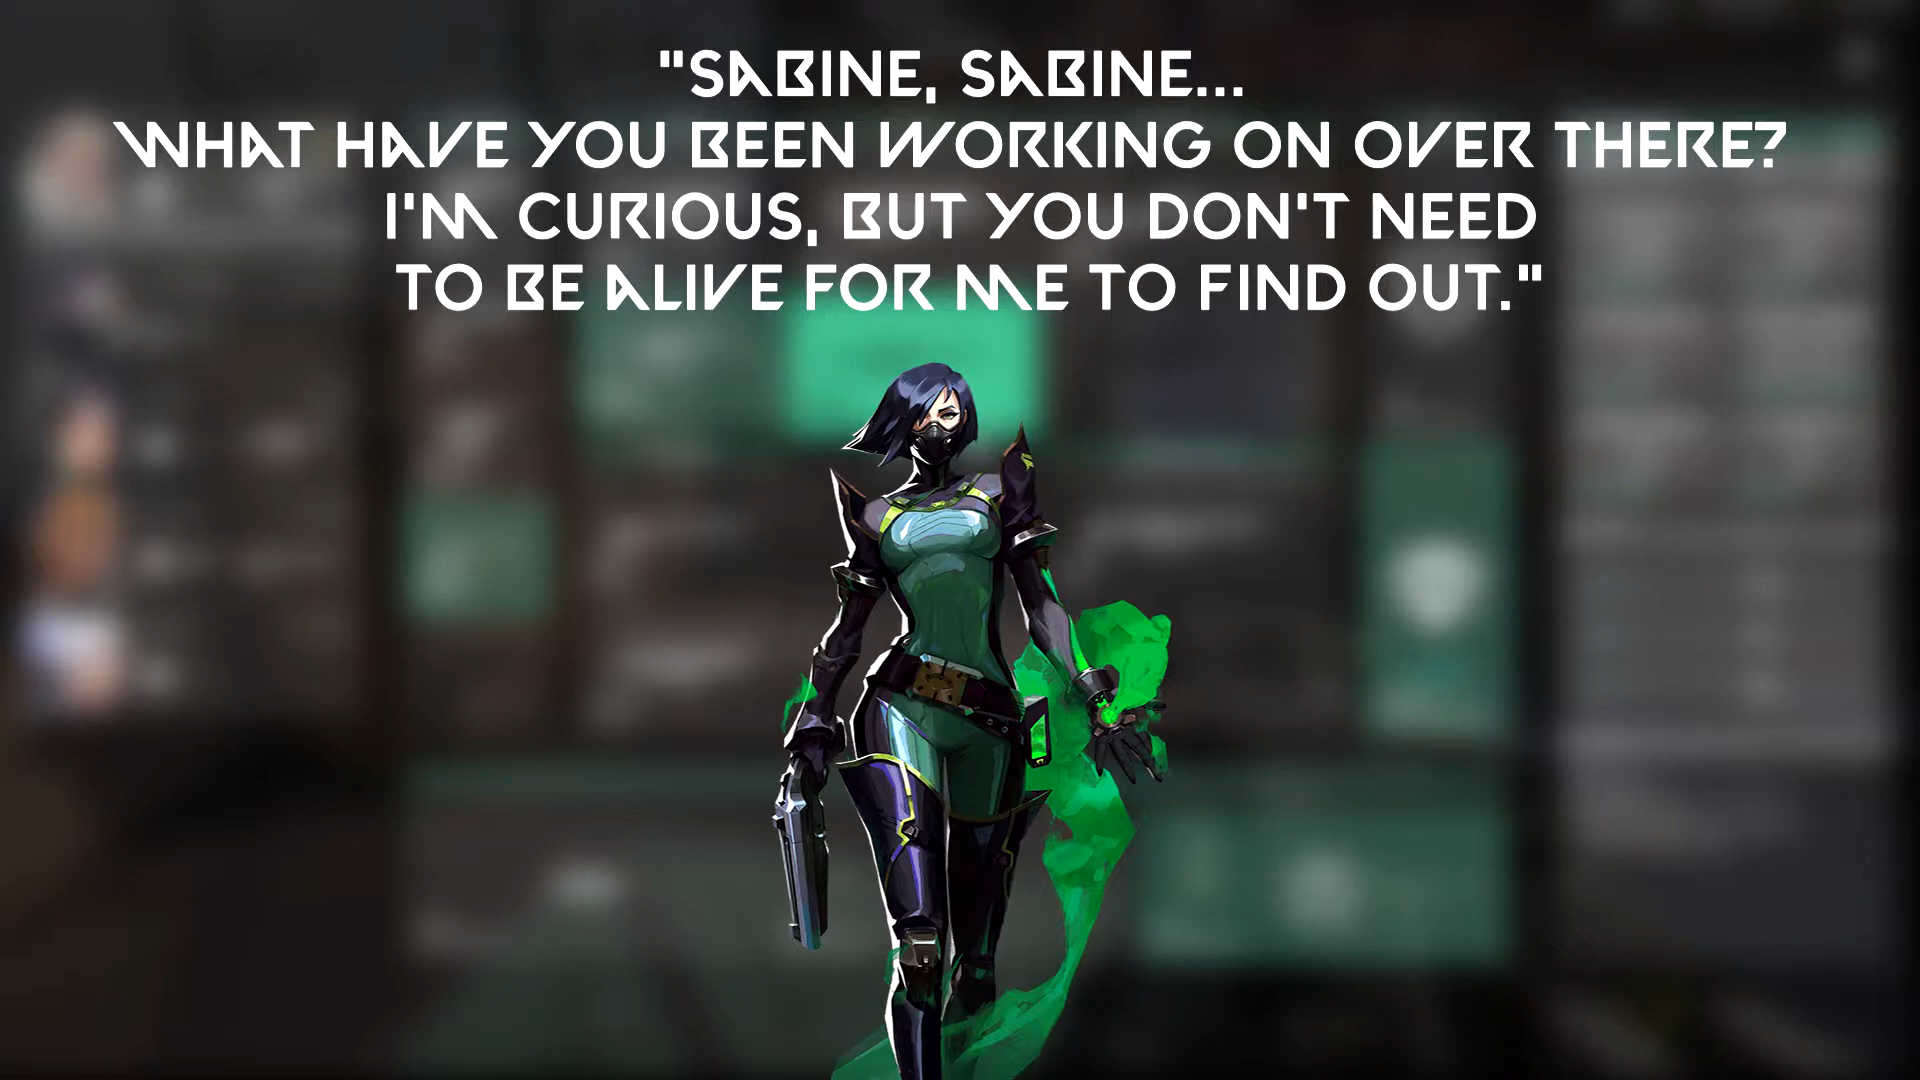 "SABINE, SABINE...
WHAT HAVE YOU BEEN WORKING ON OVER THERE?
I'M CURIOUS, BUT YOU DON'T NEED
TO BE ALIVE FOR ME TO FIND OUT."